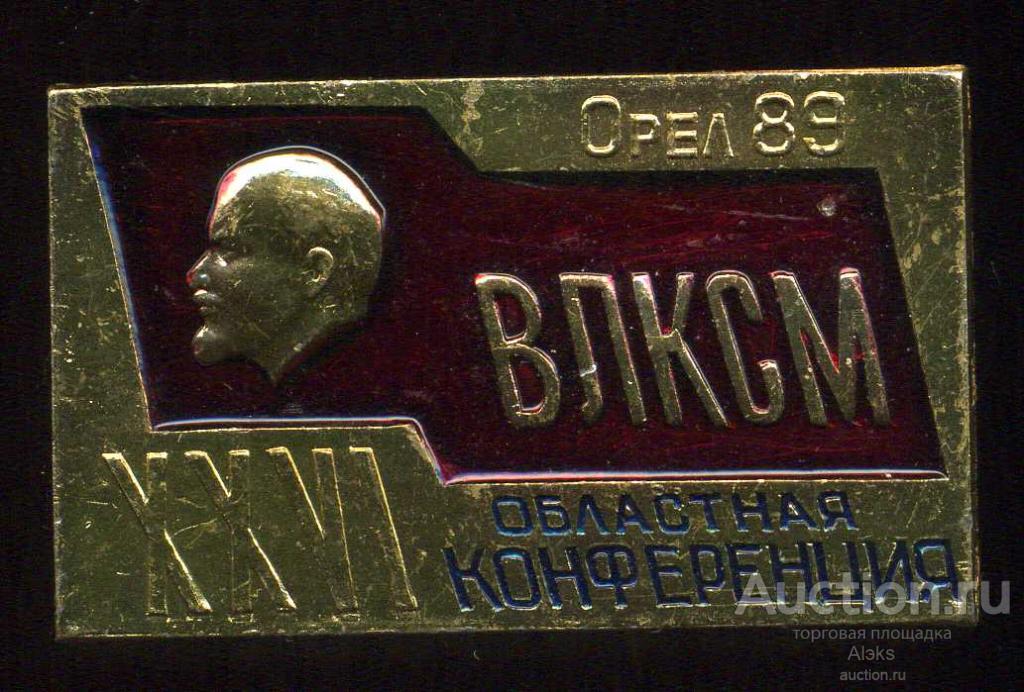 Орел 89
ВЛКСМ
XXVI
ОБЛАСТНАЯ
КОНФЕРЕНЦИЯ
Auction.ru
торговая площадка
Alэks
auction.ru